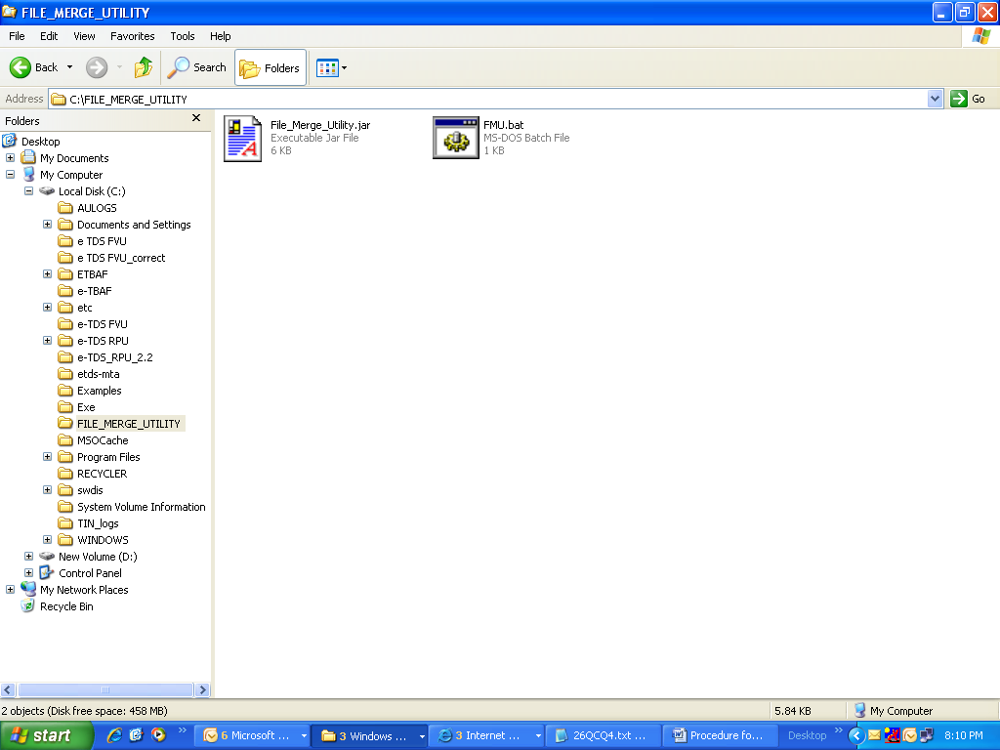 FILE_MERGE_UTILITY
File Edit View Favorites Tools Help
Back Search Folders
Address C:\FILE_MERGE_UTILITY Go
Folders
Desktop
My Documents
My Computer
Local Disk (C:)
AULOGS
Documents and Settings
e TDS FVU
e TDS FVU_correct
ETBAF
e-TBAF
etc
e-TDS FVU
e-TDS RPU
e-TDS_RPU_2.2
etds-mta
Examples
Exe
FILE_MERGE_UTILITY
MSOCache
Program Files
RECYCLER
swdis
System Volume Information
TIN_logs
WINDOWS
New Volume (D:)
Control Panel
My Network Places
Recycle Bin
File_Merge_Utility.jar
Executable Jar File
6 KB
FMU.bat
MS-DOS Batch File
1 KB
2 objects (Disk free space: 458 MB) 5.84 KB My Computer
start 6 Microsoft ... 3 Windows ... 3 Internet ... 26QCQ4.txt ... Procedure fo... Desktop 8:10 PM